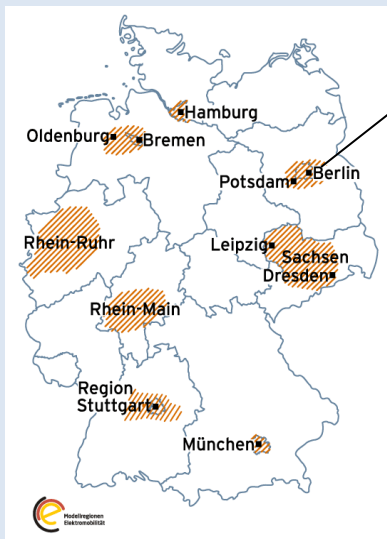 Hamburg
Oldenburg
Bremen
Berlin
Potsdam
Leipzig
Sachsen
Rhein-Ruhr
Dresden
Rhein-Main
Region
Stuttgart
München
Modellregionen
Elektromobilität